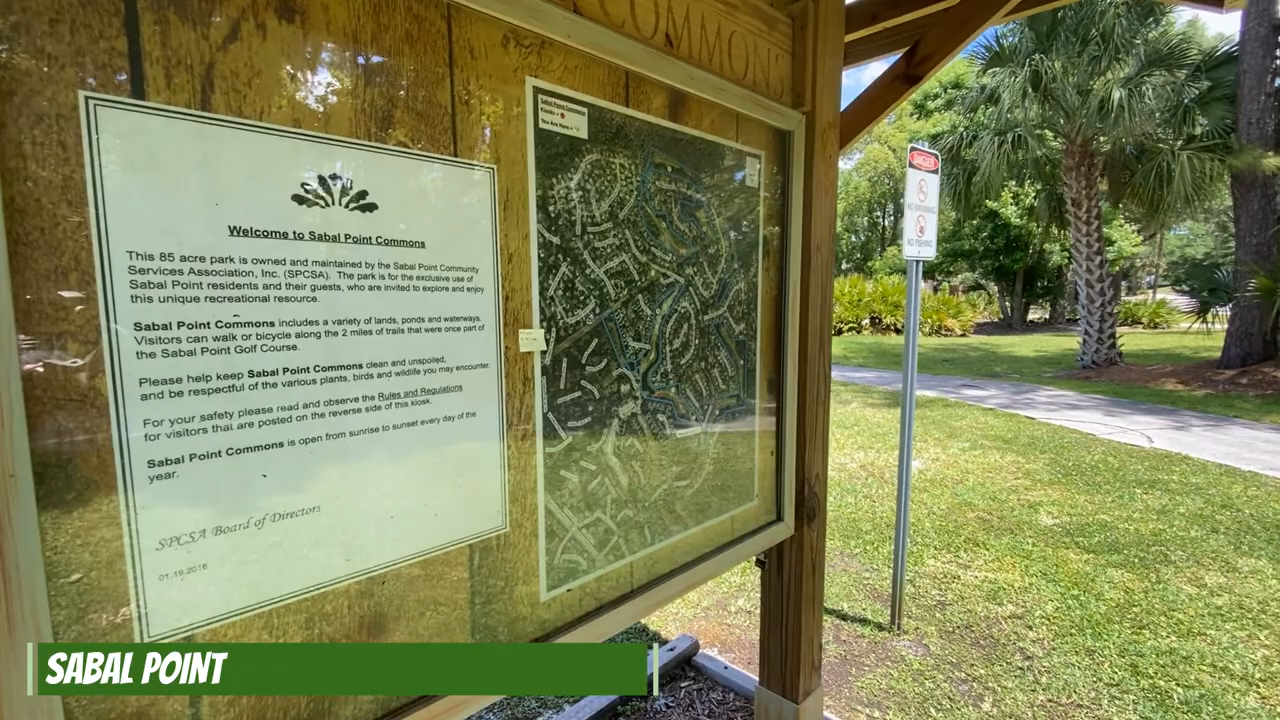 COMMONS
Welcome to Sabal Point Commons
This 85 acre park is owned and maintained by the Sabal Point Community
Services Association, Inc. (SPCSA). The park is for the exclusive use of
Sabal Point residents and their guests, who are invited to explore and enjoy
this unique recreational resource.
Sabal Point Commons includes a variety of lands, ponds and waterways.
Visitors can walk or bicycle along the 2 miles of trails that were once part of
the Sabal Point Golf Course.
Please help keep Sabal Point Commons clean and unspoiled,
and be respectful of the various plants, birds and wildlife you may encounter.
For your safety please read and observe the Rules and Regulations
for visitors that are posted on the reverse side of this kiosk.
Sabal Point Commons is open from sunrise to sunset every day of the
year.
SPCSA Board of Directors
01.19.2016
Sabal Point Commons
Kiosks =
You Are Here =
DANGER
NO SWIMMING
NO FISHING
SABAL POINT